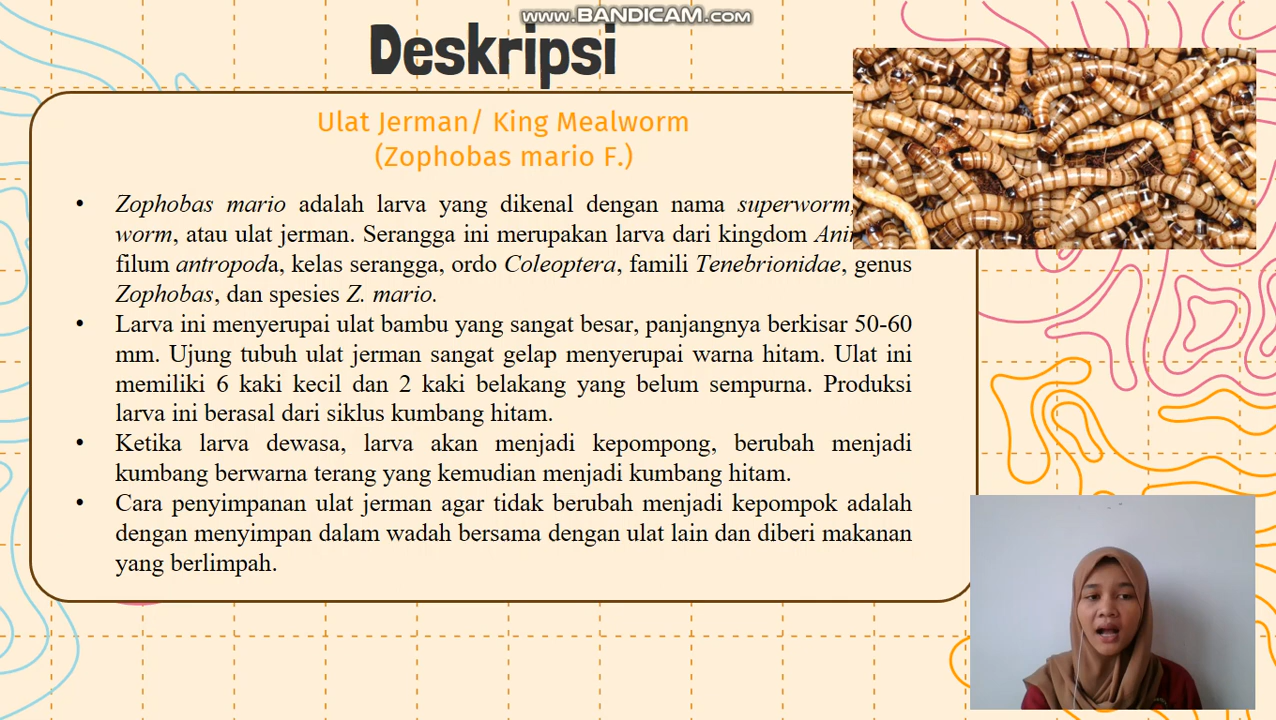 www.BANDICAM.com
Deskripsi
Ulat Jerman/ King Mealworm
(Zophobas mario F.)
• Zophobas mario adalah larva yang dikenal dengan nama superworm,
worm, atau ulat jerman. Serangga ini merupakan larva dari kingdom
filum antropoda, kelas serangga, ordo Coleoptera, famili Tenebrionidae, genus
Zophobas, dan spesies Z. mario.
• Larva ini menyerupai ulat bambu yang sangat besar, panjangnya berkisar 50-60
mm. Ujung tubuh ulat jerman sangat gelap menyerupai warna hitam. Ulat ini
memiliki 6 kaki kecil dan 2 kaki belakang yang belum sempurna. Produksi
larva ini berasal dari siklus kumbang hitam.
• Ketika larva dewasa, larva akan menjadi kepompong, berubah menjadi
kumbang berwarna terang yang kemudian menjadi kumbang hitam.
• Cara penyimpanan ulat jerman agar tidak berubah menjadi kepompok adalah
dengan menyimpan dalam wadah bersama dengan ulat lain dan diberi makanan
yang berlimpah.